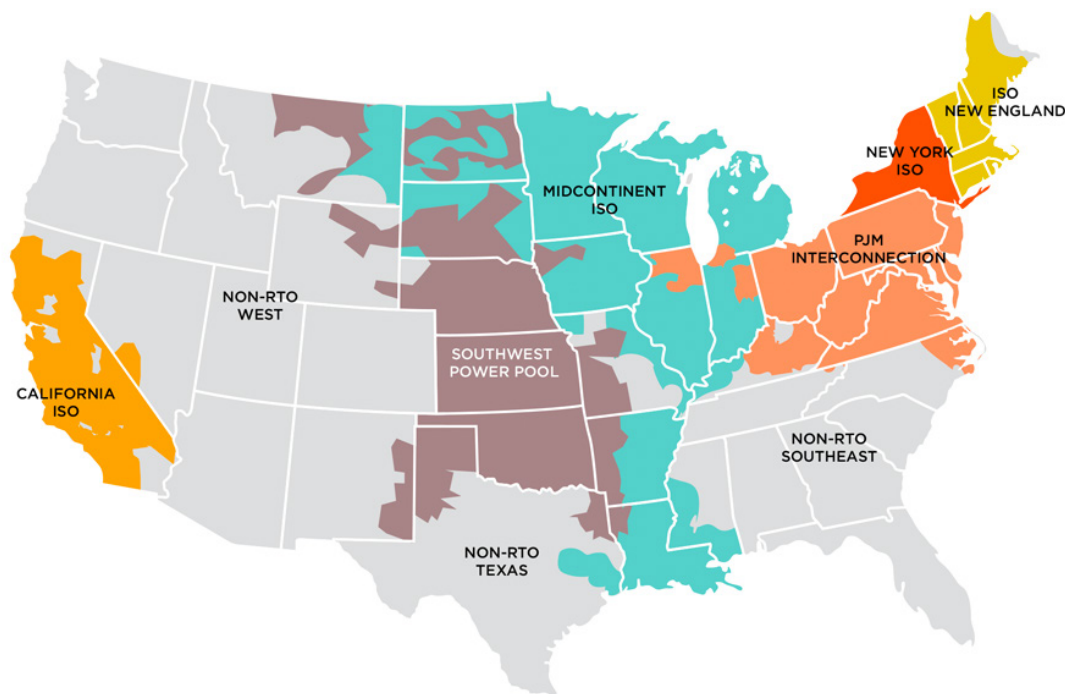 ISO
NEW ENGLAND
NEW YORK
ISO
MIDCONTINENT
ISO
PJM
INTERCONNECTION
NON-RTO
WEST
SOUTHWEST
POWER POOL
CALIFORNIA
ISO
NON-RTO
SOUTHEAST
NON-RTO
TEXAS